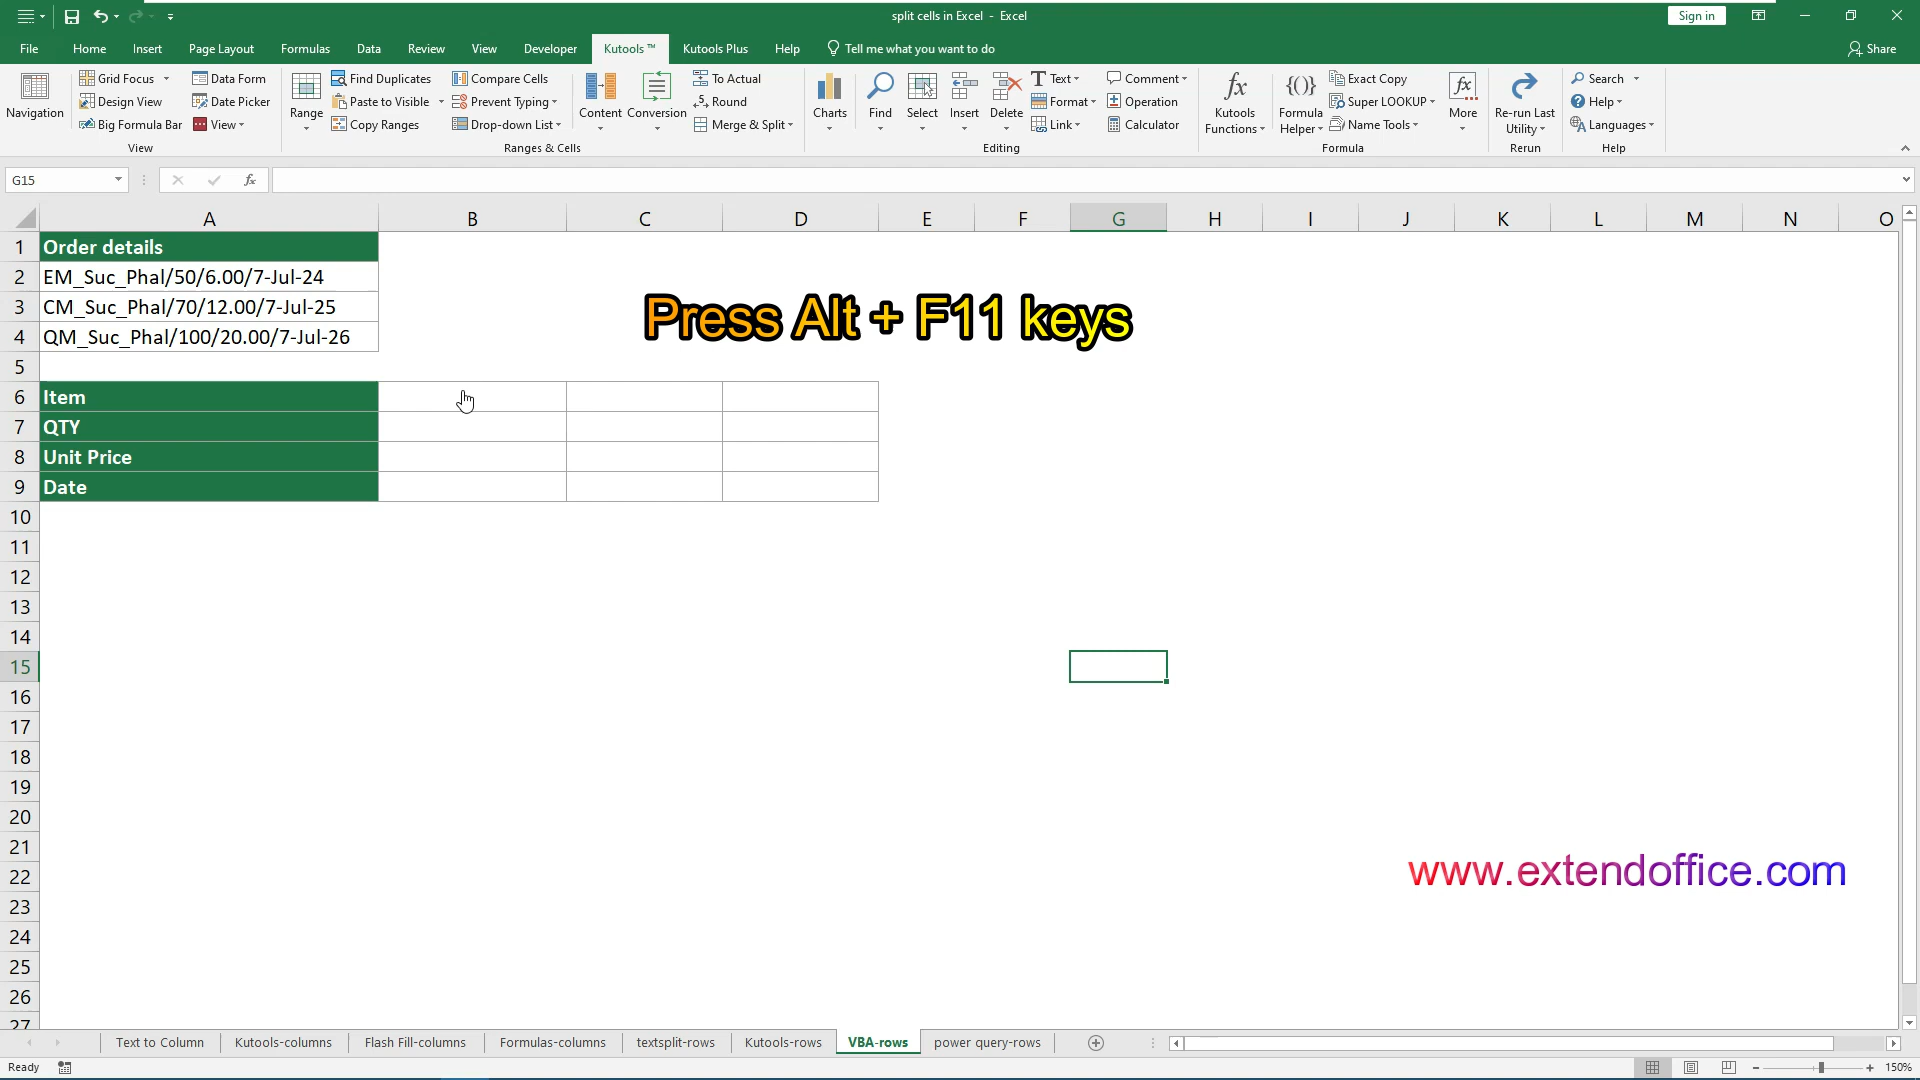 split cells in Excel - Excel
Sign in
File Home Insert Page Layout Formulas Data Review View Developer Kutools ™ Kutools Plus Help Tell me what you want to do Share
Navigation
Grid Focus
Design View
Big Formula Bar
Data Form
Date Picker
View
View
Range
Find Duplicates
Paste to Visible
Copy Ranges
Compare Cells
Prevent Typing
Drop-down List
Content
Conversion
To Actual
Round
Merge & Split
Ranges & Cells
Charts
Find
Select
Insert
Delete
Text
Format
Link
Comment
Operation
Calculator
Editing
Kutools Functions
Formula Helper
Exact Copy
Super LOOKUP
Name Tools
More
Formula
Re-run Last Utility
Rerun
Search
Help
Languages
Help
G15
fx
A B C D E F G H I J K L M N O
1 Order details
2 EM_Suc_Phal/50/6.00/7-Jul-24
3 CM_Suc_Phal/70/12.00/7-Jul-25
4 QM_Suc_Phal/100/20.00/7-Jul-26
Press Alt + F11 keys
5
6 Item
7 QTY
8 Unit Price
9 Date
10
11
12
13
14
15
16
17
18
19
20
21
22
www.extendoffice.com
23
24
25
26
27
Text to Column Kutools-columns Flash Fill-columns Formulas-columns textsplit-rows Kutools-rows VBA-rows power query-rows
Ready
150%